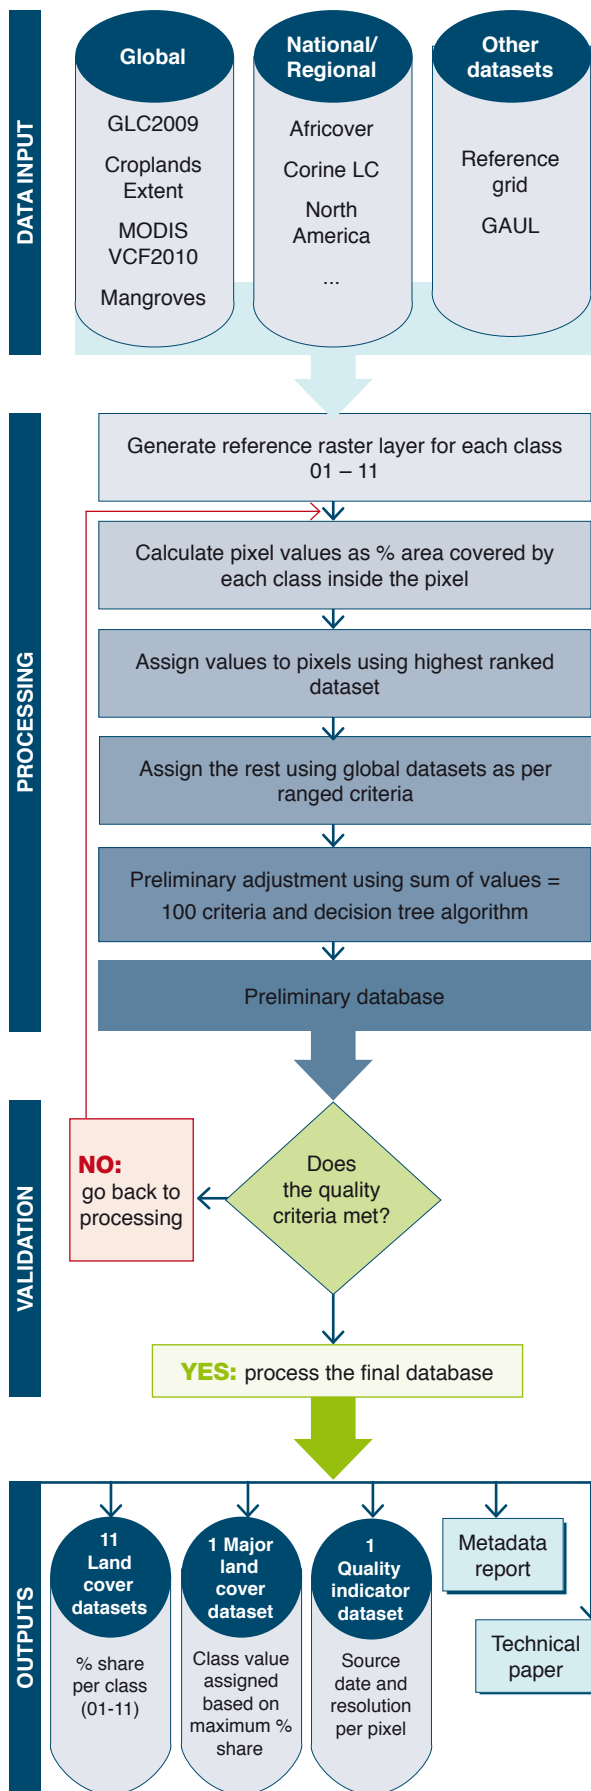 DATA INPUT
Global
GLC2009
Croplands
Extent
MODIS
VCF2010
Mangroves
National/
Regional
Africover
Corine LC
North
America
...
Other
datasets
Reference
grid
GAUL
PROCESSING
Generate reference raster layer for each class
01 – 11
Calculate pixel values as % area covered by
each class inside the pixel
Assign values to pixels using highest ranked
dataset
Assign the rest using global datasets as per
ranged criteria
Preliminary adjustment using sum of values =
100 criteria and decision tree algorithm
Preliminary database
VALIDATION
Does
the quality
criteria met?
NO:
go back to
processing
YES: process the final database
OUTPUTS
11
Land
cover
datasets
% share
per class
(01-11)
1 Major
land
cover
dataset
Class value
assigned
based on
maximum %
share
1
Quality
indicator
dataset
Source
date and
resolution
per pixel
Metadata
report
Technical
paper